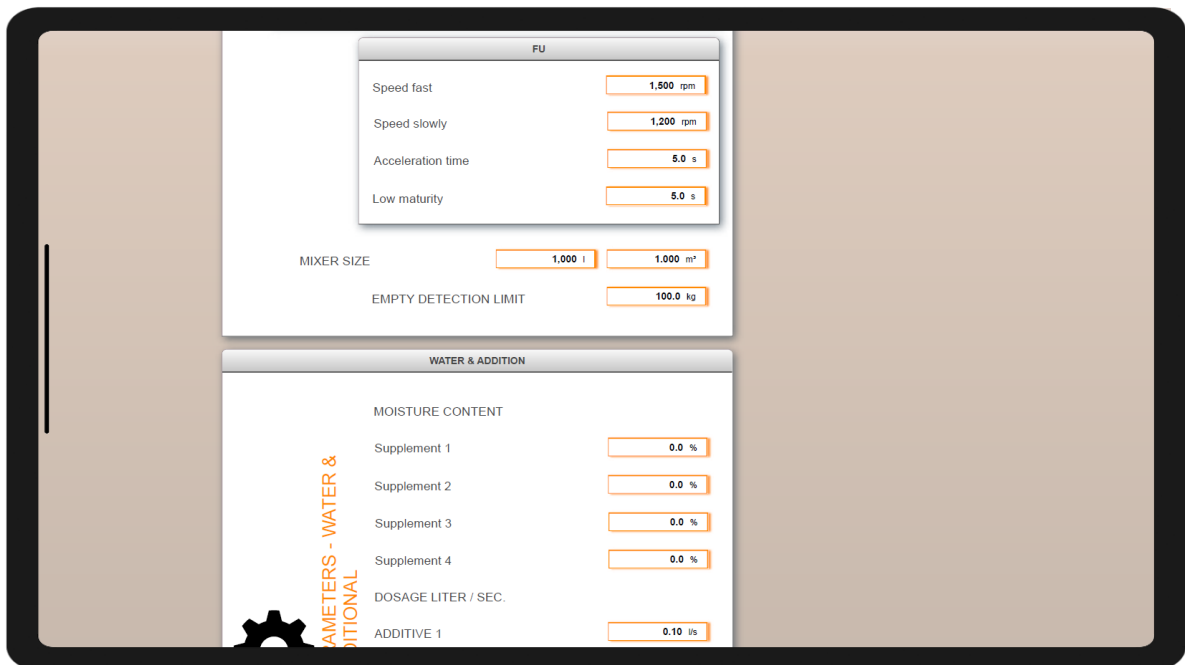 FU
Speed fast 1,500 rpm
Speed slowly 1,200 rpm
Acceleration time 5.0 s
Low maturity 5.0 s
MIXER SIZE 1,000 l 1.000 m³
EMPTY DETECTION LIMIT 100.0 kg
WATER & ADDITION
MOISTURE CONTENT
Supplement 1 0.0 %
Supplement 2 0.0 %
Supplement 3 0.0 %
Supplement 4 0.0 %
DOSAGE LITER / SEC.
ADDITIVE 1 0.10 l/s
RAMETERS - WATER &
DITIONAL